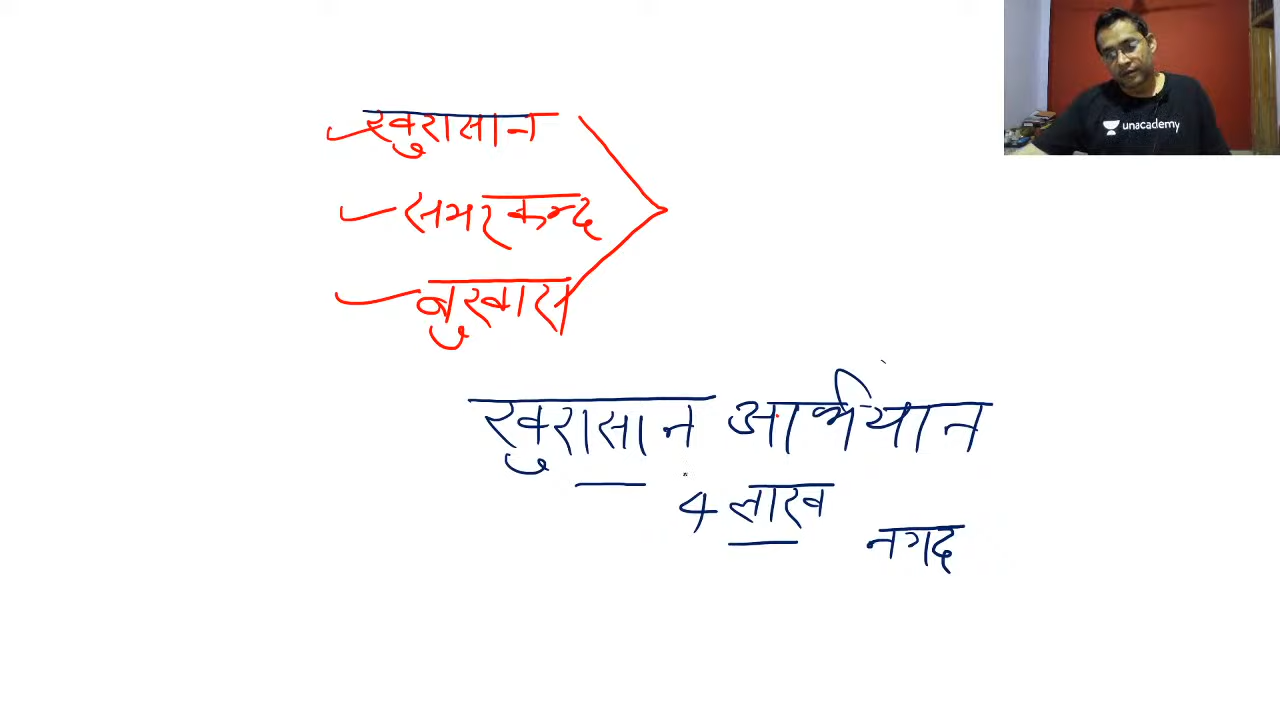 unacademy
खुरासान
समरकन्द
बुखारा
खुरासान अभियान
4 लाख
नगद